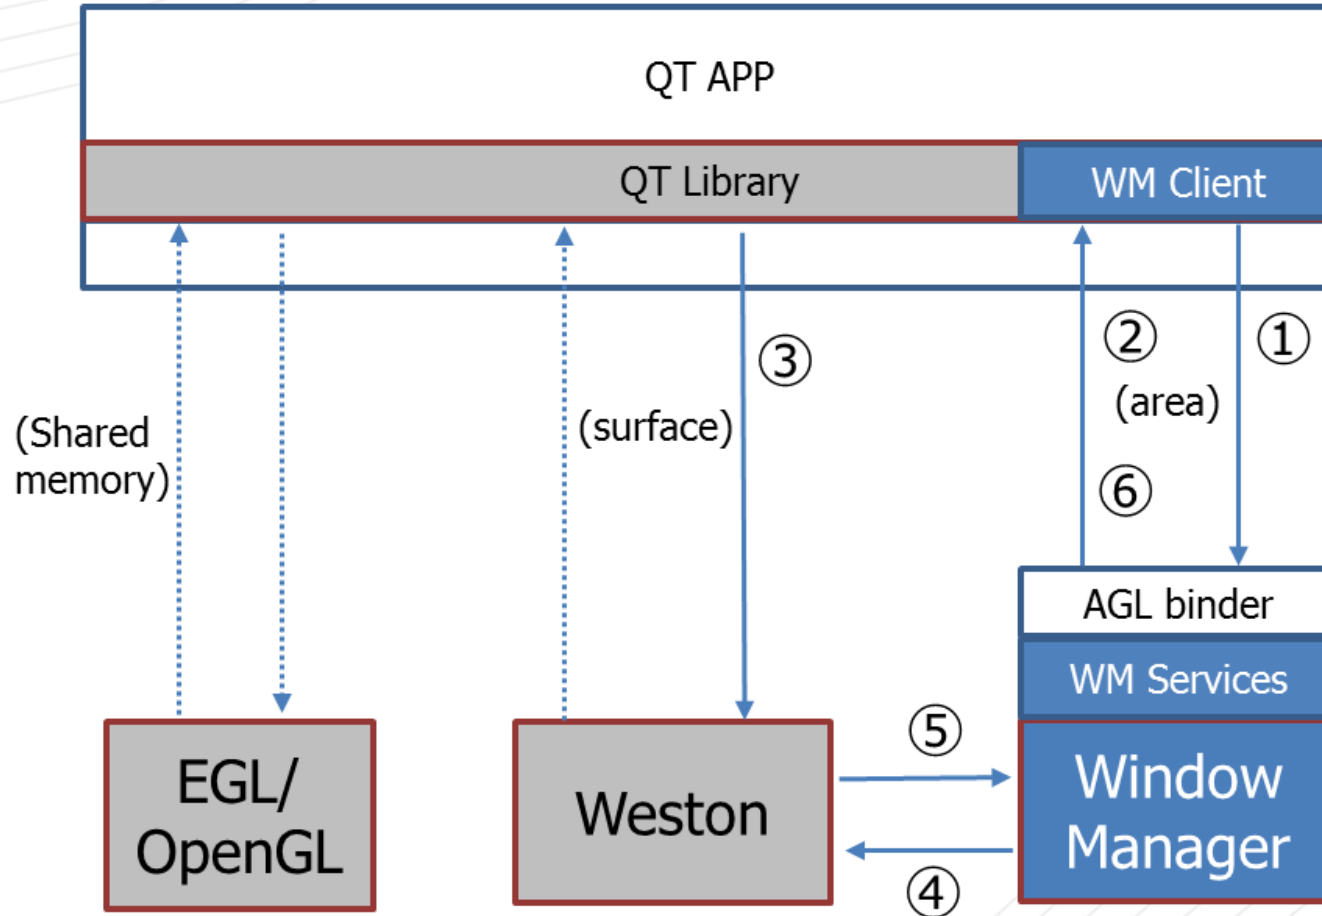 QT APP
QT Library
WM Client
②
①
③
(area)
(Shared
memory)
(surface)
⑥
AGL binder
WM Services
⑤
EGL/
OpenGL
Weston
Window
Manager
④